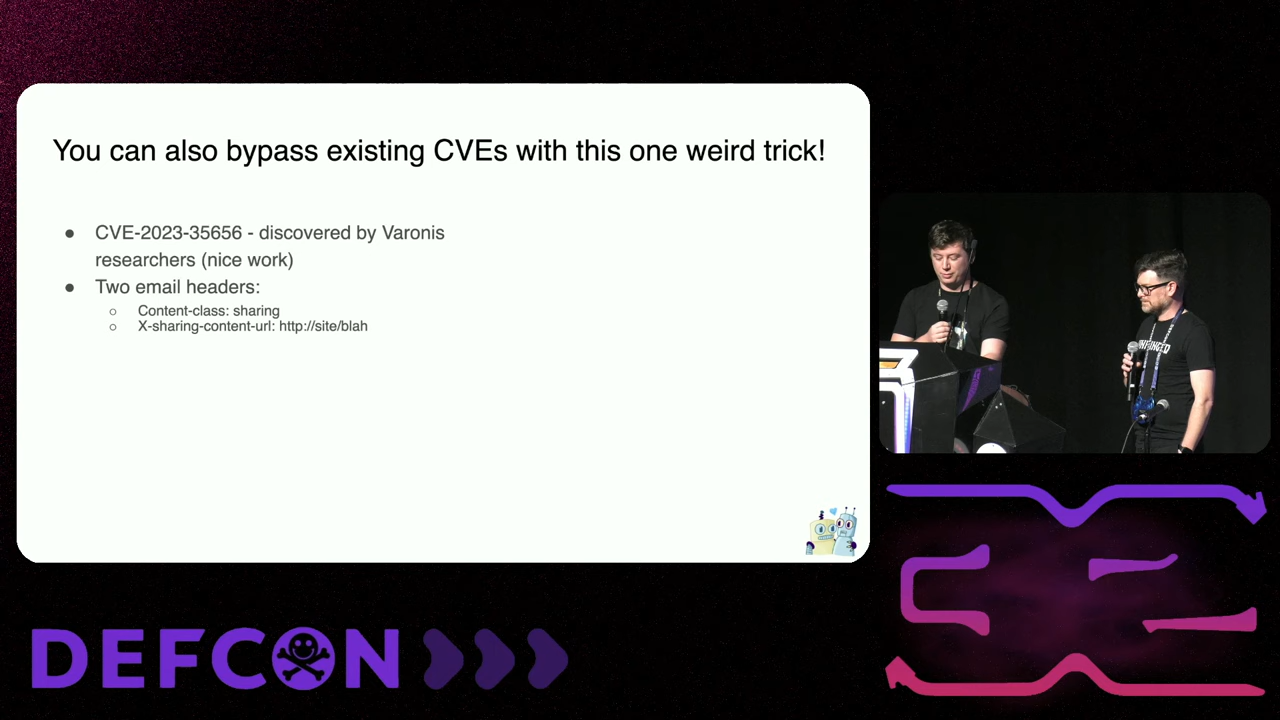 You can also bypass existing CVEs with this one weird trick!
● CVE-2023-35656 - discovered by Varonis
researchers (nice work)
● Two email headers:
○ Content-class: sharing
○ X-sharing-content-url: http://site/blah
DEFCON